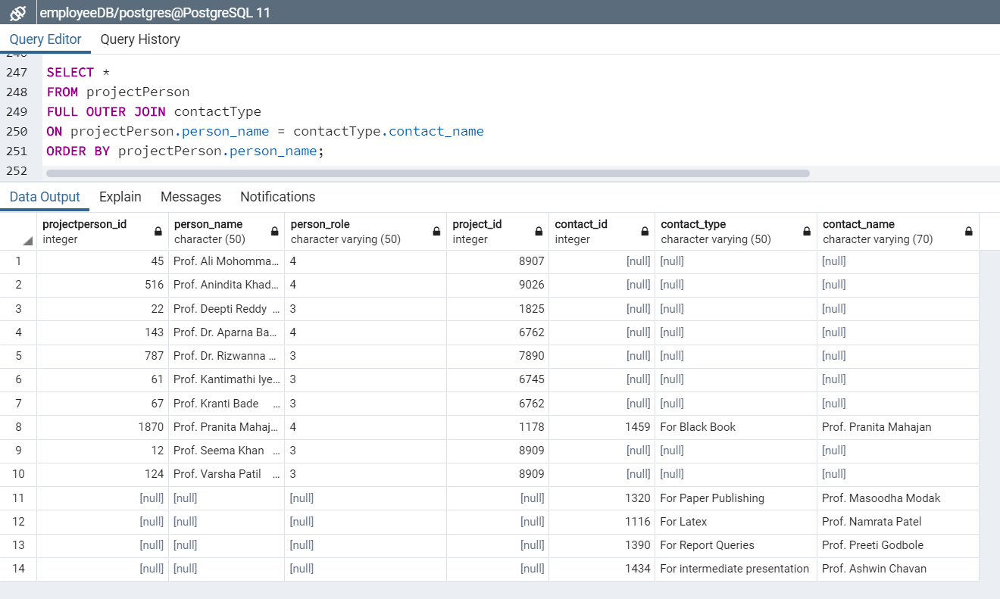 employeeDB/postgres@PostgreSQL 11
Query Editor Query History
247 SELECT *
248 FROM projectPerson
249 FULL OUTER JOIN contactType
250 ON projectPerson.person_name = contactType.contact_name
251 ORDER BY projectPerson.person_name;
252
Data Output Explain Messages Notifications
projectperson_id person_name person_role project_id contact_id contact_type contact_name
integer character (50) character varying (50) integer integer character varying (50) character varying (70)
1 45 Prof. Ali Mohomma... 4 8907 [null] [null] [null]
2 516 Prof. Anindita Khad... 4 9026 [null] [null] [null]
3 22 Prof. Deepti Reddy ... 3 1825 [null] [null] [null]
4 143 Prof. Dr. Aparna Ba... 4 6762 [null] [null] [null]
5 787 Prof. Dr. Rizwanna ... 3 7890 [null] [null] [null]
6 61 Prof. Kantimathi Iye... 3 6745 [null] [null] [null]
7 67 Prof. Kranti Bade ... 3 6762 [null] [null] [null]
8 1870 Prof. Pranita Mahaj... 4 1178 1459 For Black Book Prof. Pranita Mahajan
9 12 Prof. Seema Khan ... 3 8909 [null] [null] [null]
10 124 Prof. Varsha Patil ... 3 8909 [null] [null] [null]
11 [null] [null] [null] [null] 1320 For Paper Publishing Prof. Masoodha Modak
12 [null] [null] [null] [null] 1116 For Latex Prof. Namrata Patel
13 [null] [null] [null] [null] 1390 For Report Queries Prof. Preeti Godbole
14 [null] [null] [null] [null] 1434 For intermediate presentation Prof. Ashwin Chavan